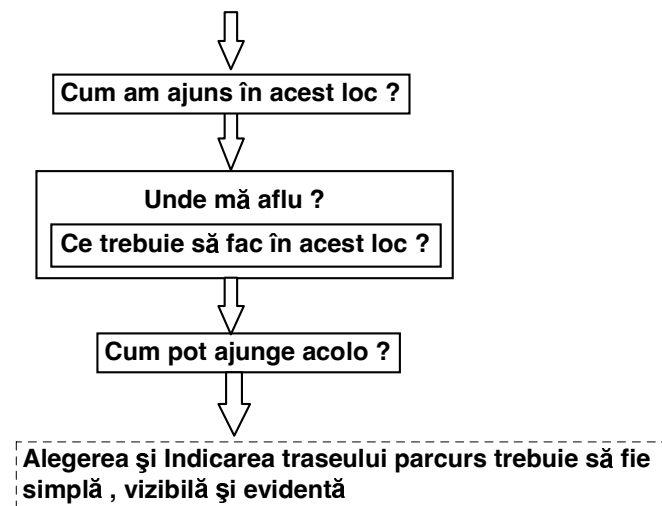 Cum am ajuns în acest loc ?
Unde mă aflu ?
Ce trebuie să fac în acest loc ?
Cum pot ajunge acolo ?
Alegerea şi Indicarea traseului parcurs trebuie să fie
simplă , vizibilă şi evidentă